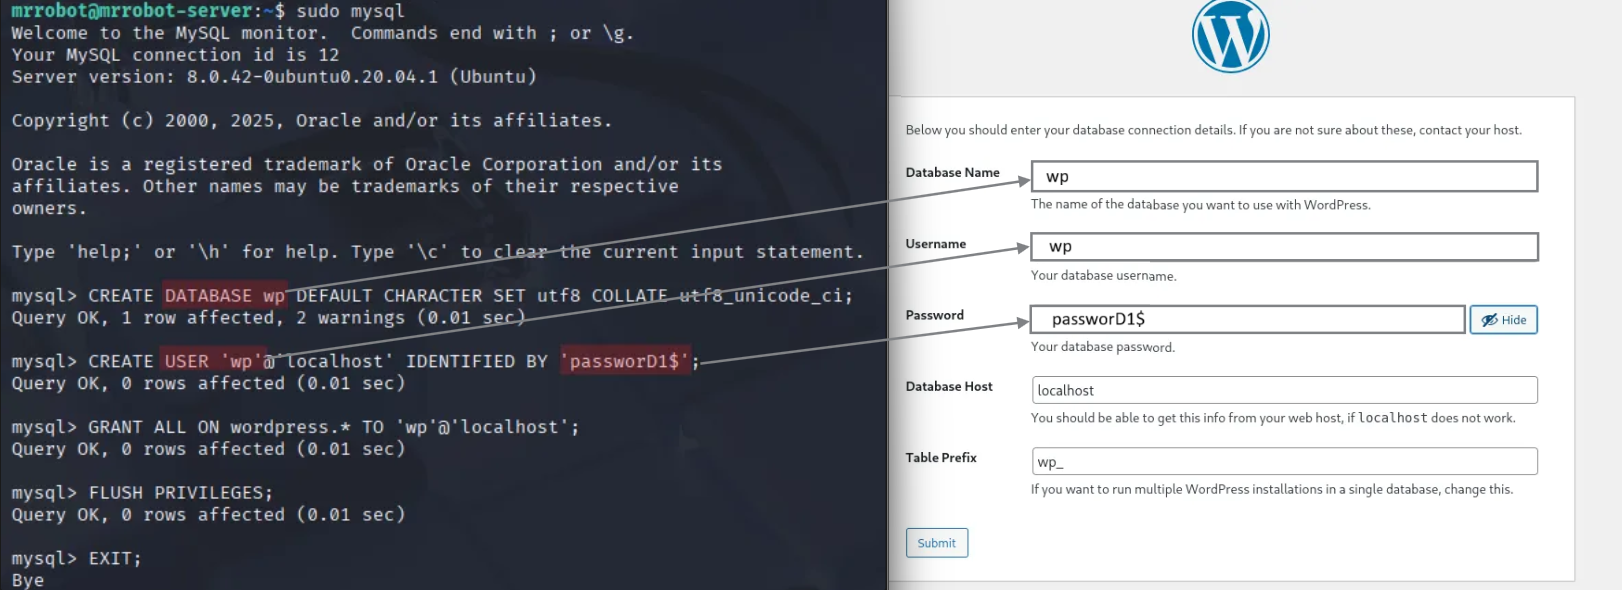 mrrobot@mrrobot-server:~$ sudo mysql
Welcome to the MySQL monitor.  Commands end with ; or \g.
Your MySQL connection id is 12
Server version: 8.0.42-0ubuntu0.20.04.1 (Ubuntu)
Copyright (c) 2000, 2025, Oracle and/or its affiliates.
Oracle is a registered trademark of Oracle Corporation and/or its
affiliates. Other names may be trademarks of their respective
owners.
Type 'help;' or '\h' for help. Type '\c' to clear the current input statement.
mysql> CREATE DATABASE wp DEFAULT CHARACTER SET utf8 COLLATE utf8_unicode_ci;
Query OK, 1 row affected, 2 warnings (0.01 sec)
mysql> CREATE USER 'wp'@'localhost' IDENTIFIED BY 'passworD1$';
Query OK, 0 rows affected (0.01 sec)
mysql> GRANT ALL ON wordpress.* TO 'wp'@'localhost';
Query OK, 0 rows affected (0.01 sec)
mysql> FLUSH PRIVILEGES;
Query OK, 0 rows affected (0.01 sec)
mysql> EXIT;
Bye
W
Below you should enter your database connection details. If you are not sure about these, contact your host.
Database Name
wp
The name of the database you want to use with WordPress.
Username
wp
Your database username.
Password
passworD1$
Hide
Your database password.
Database Host
localhost
You should be able to get this info from your web host, if localhost does not work.
Table Prefix
wp_
If you want to run multiple WordPress installations in a single database, change this.
Submit